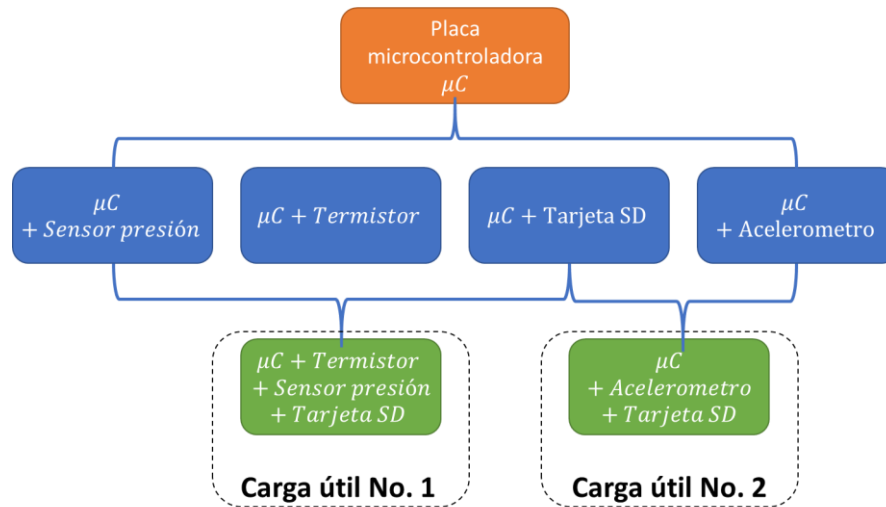 Placa
microcontroladora
μC
μC
+ Sensor presión
μC + Termistor
μC + Tarjeta SD
μC
+ Acelerometro
μC + Termistor
+ Sensor presión
+ Tarjeta SD
μC
+ Acelerometro
+ Tarjeta SD
Carga útil No. 1
Carga útil No. 2